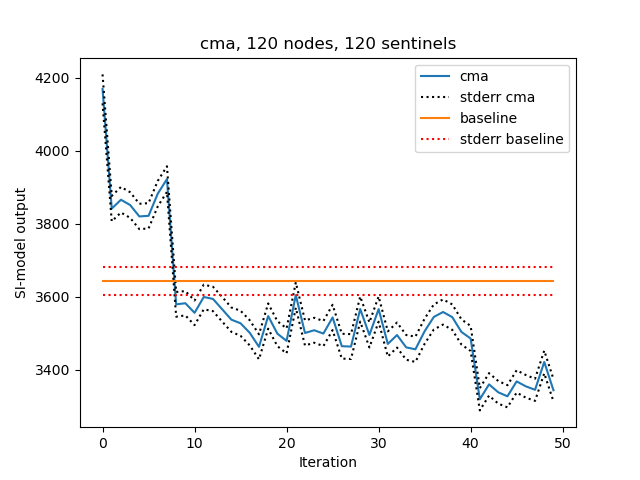 cma, 120 nodes, 120 sentinels
cma
stderr cma
baseline
stderr baseline
SI-model output
4200
4000
3800
3600
3400
0 10 20 30 40 50
Iteration